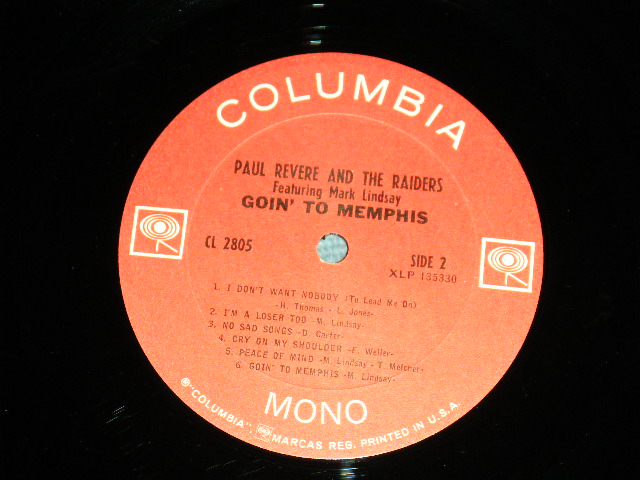 COLUMBIA
PAUL REVERE AND THE RAIDERS
Featuring Mark Lindsay
GOIN' TO MEMPHIS
CL 2805
SIDE 2
XLP 135330
1. I DON'T WANT NOBODY (To Lead Me On)
-H. Thomas - L. Jones-
2. I'M A LOSER TOO -M. Lindsay-
3. NO SAD SONGS -D. Carter-
4. CRY ON MY SHOULDER -F. Weller-
5. PEACE OF MIND -M. Lindsay - T. Melcher-
6. GOIN' TO MEMPHIS -M. Lindsay-
MONO
® "COLUMBIA", MARCAS REG. PRINTED IN U.S.A.